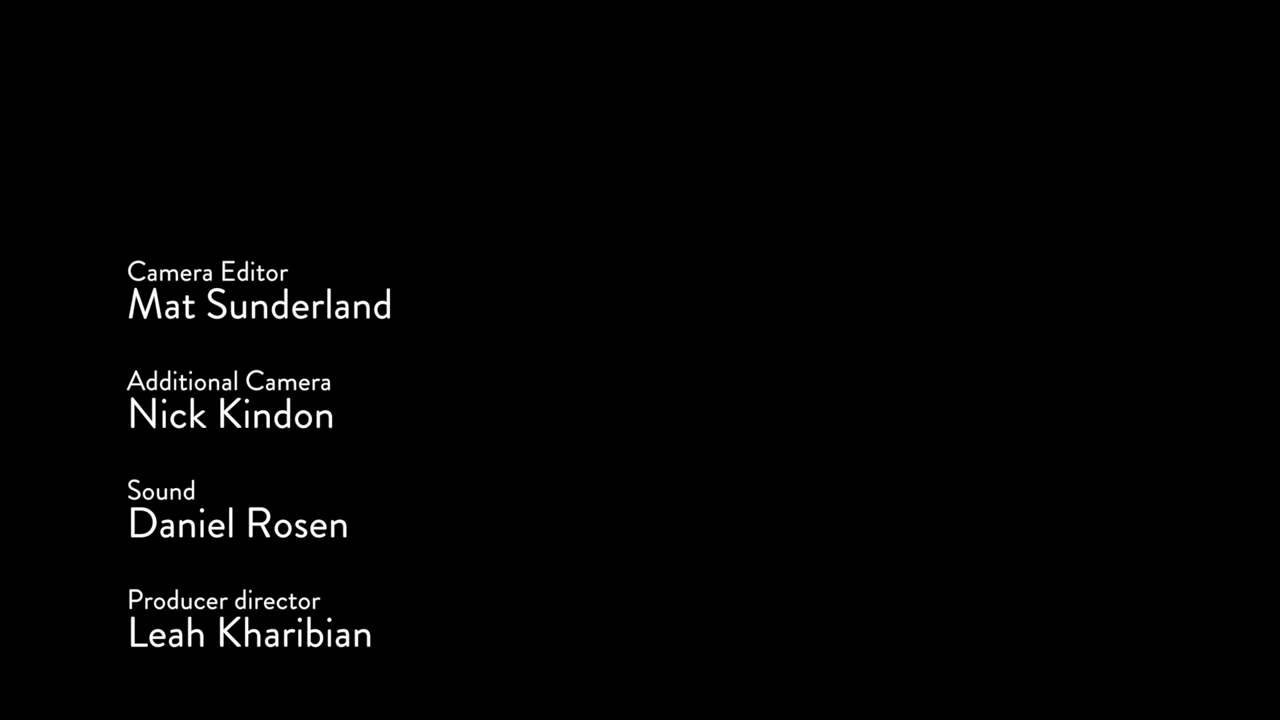 Camera Editor
Mat Sunderland
Additional Camera
Nick Kindon
Sound
Daniel Rosen
Producer director
Leah Kharibian